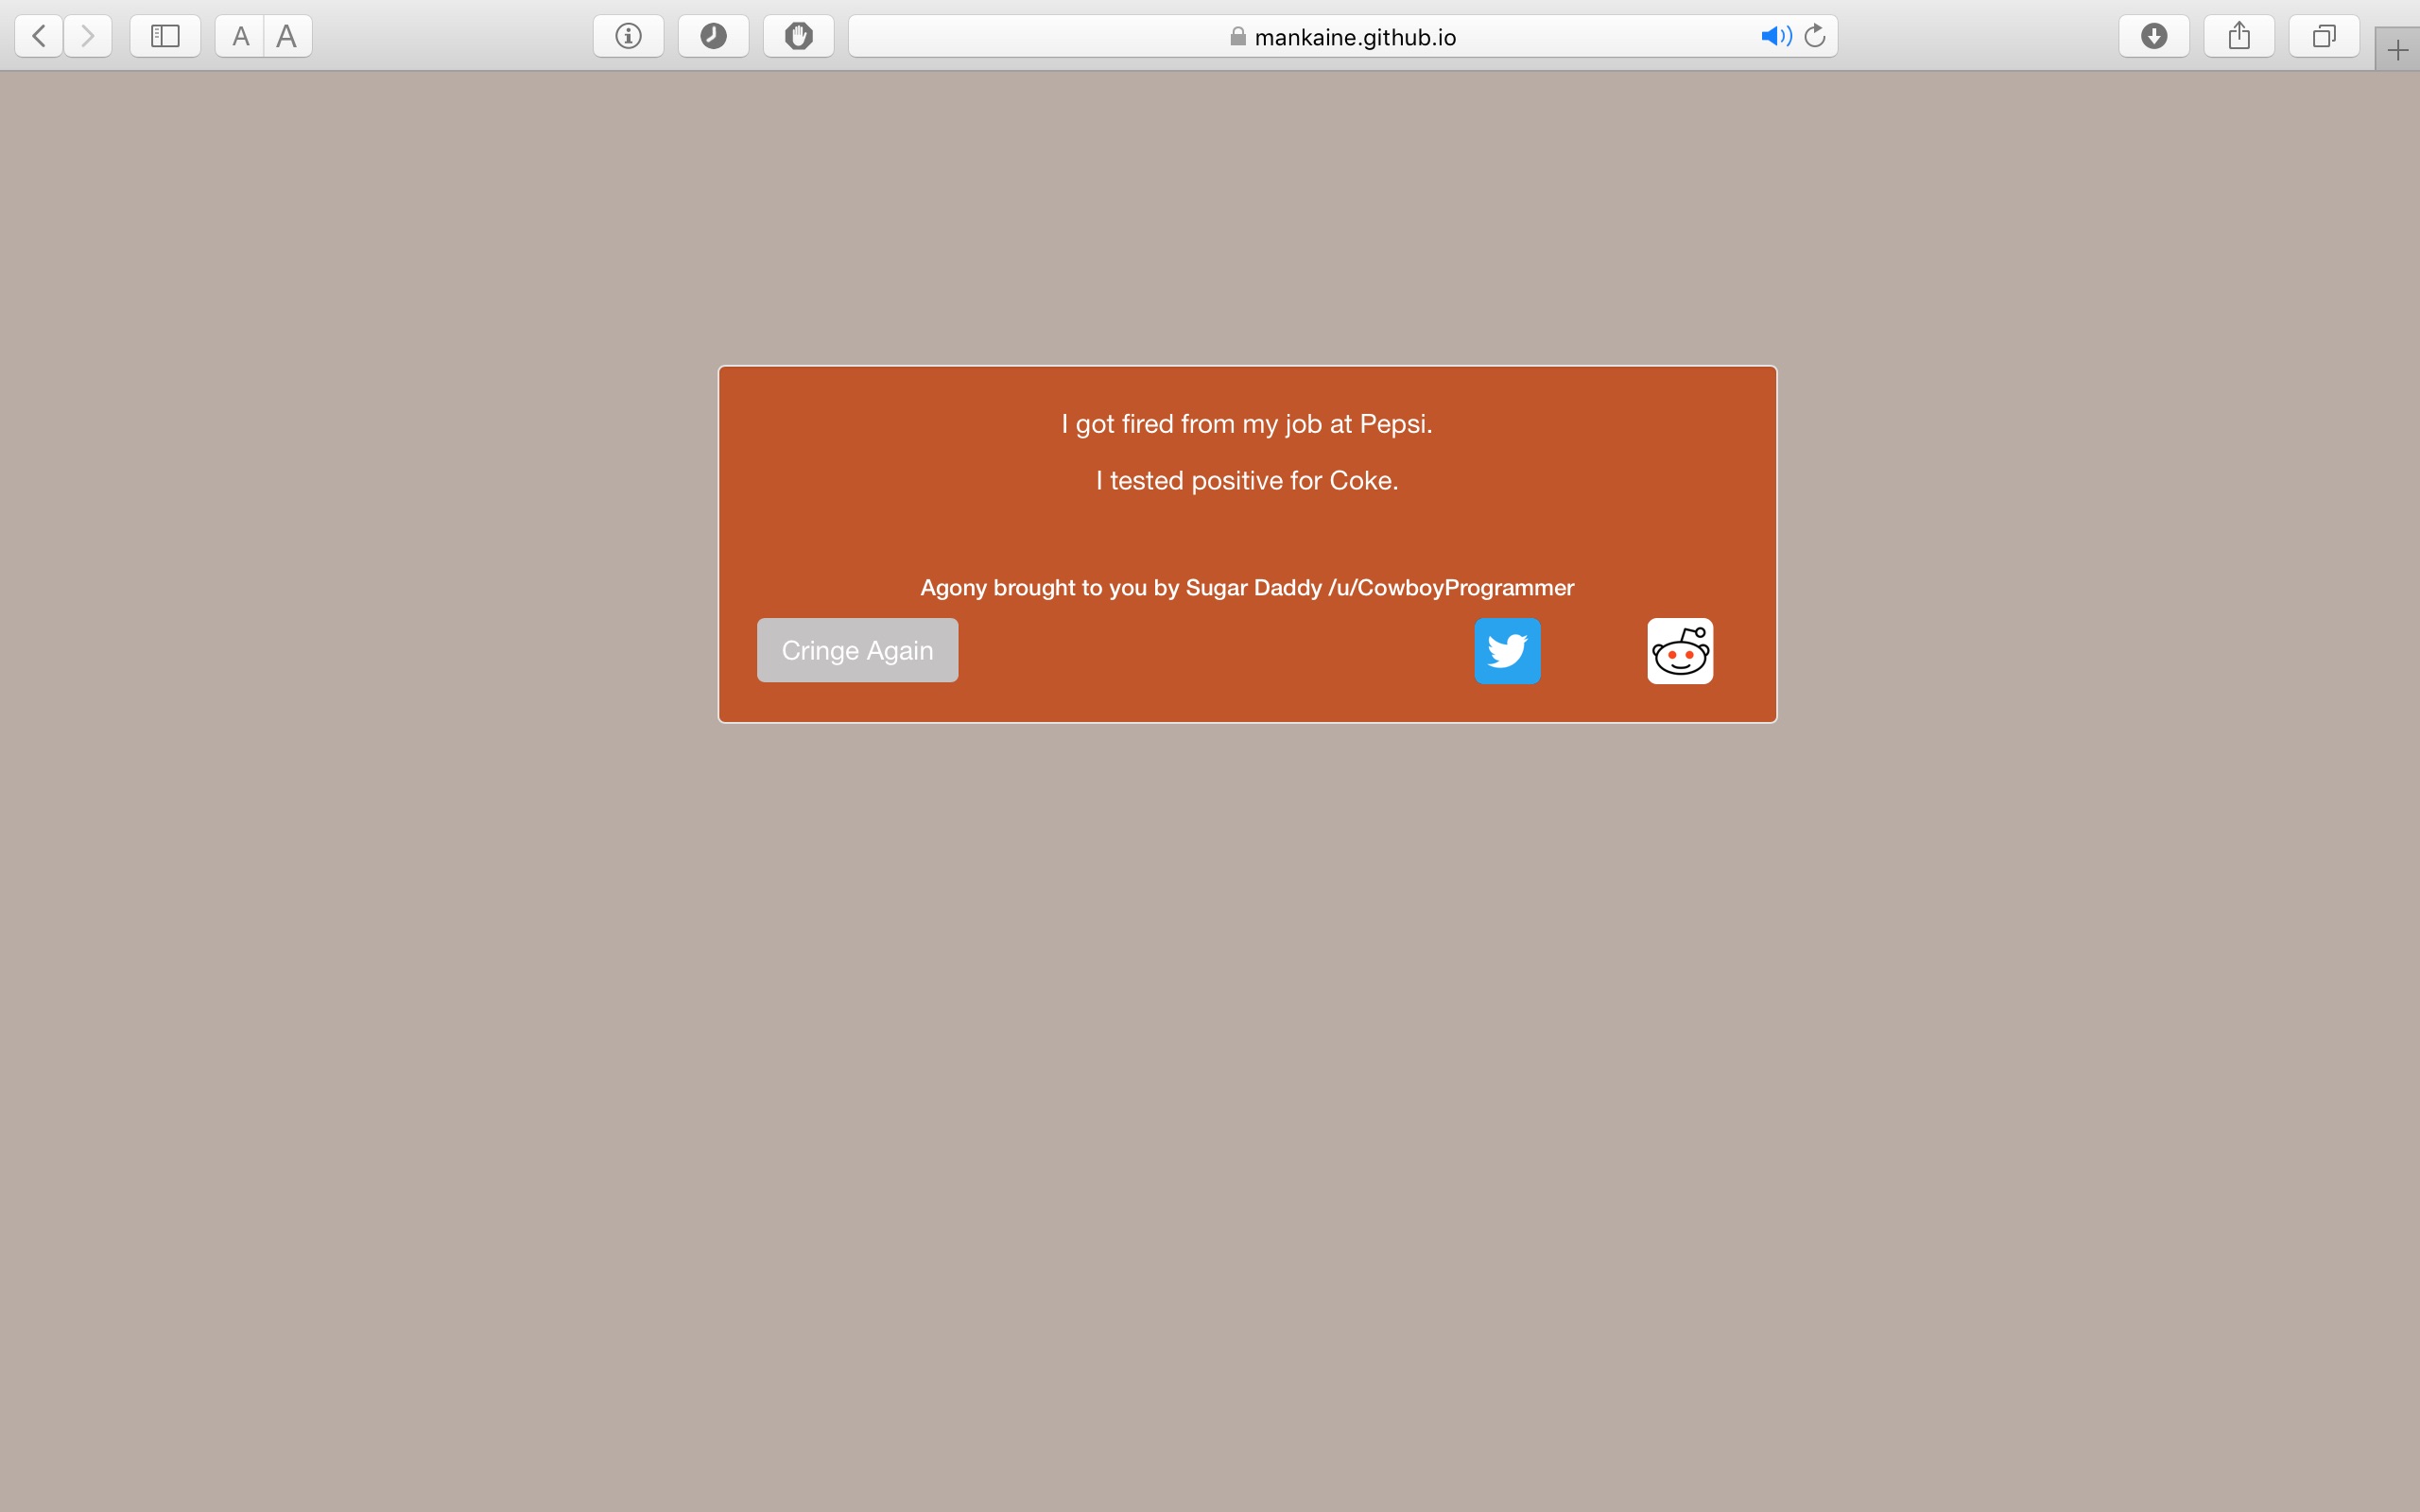 A A
mankaine.github.io
I got fired from my job at Pepsi.
I tested positive for Coke.
Agony brought to you by Sugar Daddy /u/CowboyProgrammer
Cringe Again